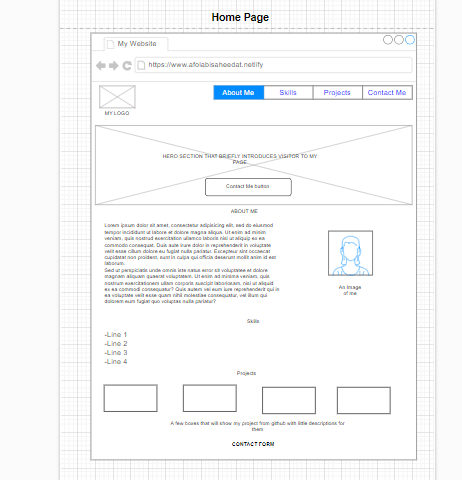 Home Page
My Website
https://www.afolabisaheedat.netlify
MY LOGO
About Me
Skills
Projects
Contact Me
HERO SECTION THAT BRIEFLY INTRODUCES VISITOR TO MY
PAGE.
Contact Me button
ABOUT ME
Lorem ipsum dolor sit amet, consectetur adipisicing elit, sed do eiusmod
tempor incididunt ut labore et dolore magna aliqua. Ut enim ad minim
veniam, quis nostrud exercitation ullamco laboris nisi ut aliquip ex ea
commodo consequat. Duis aute irure dolor in reprehenderit in voluptate
velit esse cillum dolore eu fugiat nulla pariatur. Excepteur sint occaecat
cupidatat non proident, sunt in culpa qui officia deserunt mollit anim id est
laborum.
Sed ut perspiciatis unde omnis iste natus error sit voluptatem et dolore
magnam aliquam quaerat voluptatem. Ut enim ad minima veniam, quis
nostrum exercitationem ullam corporis suscipit laboriosam, nisi ut aliquid
ex ea commodi consequatur? Quis autem vel eum iure reprehenderit qui in
ea voluptate velit esse quam nihil molestiae consequatur, vel illum qui
dolorem eum fugiat quo voluptas nulla pariatur?
An Image
of me
Skills
-Line 1
-Line 2
-Line 3
-Line 4
Projects
A few boxes that will show my project from github with little descriptions for
them
CONTACT FORM